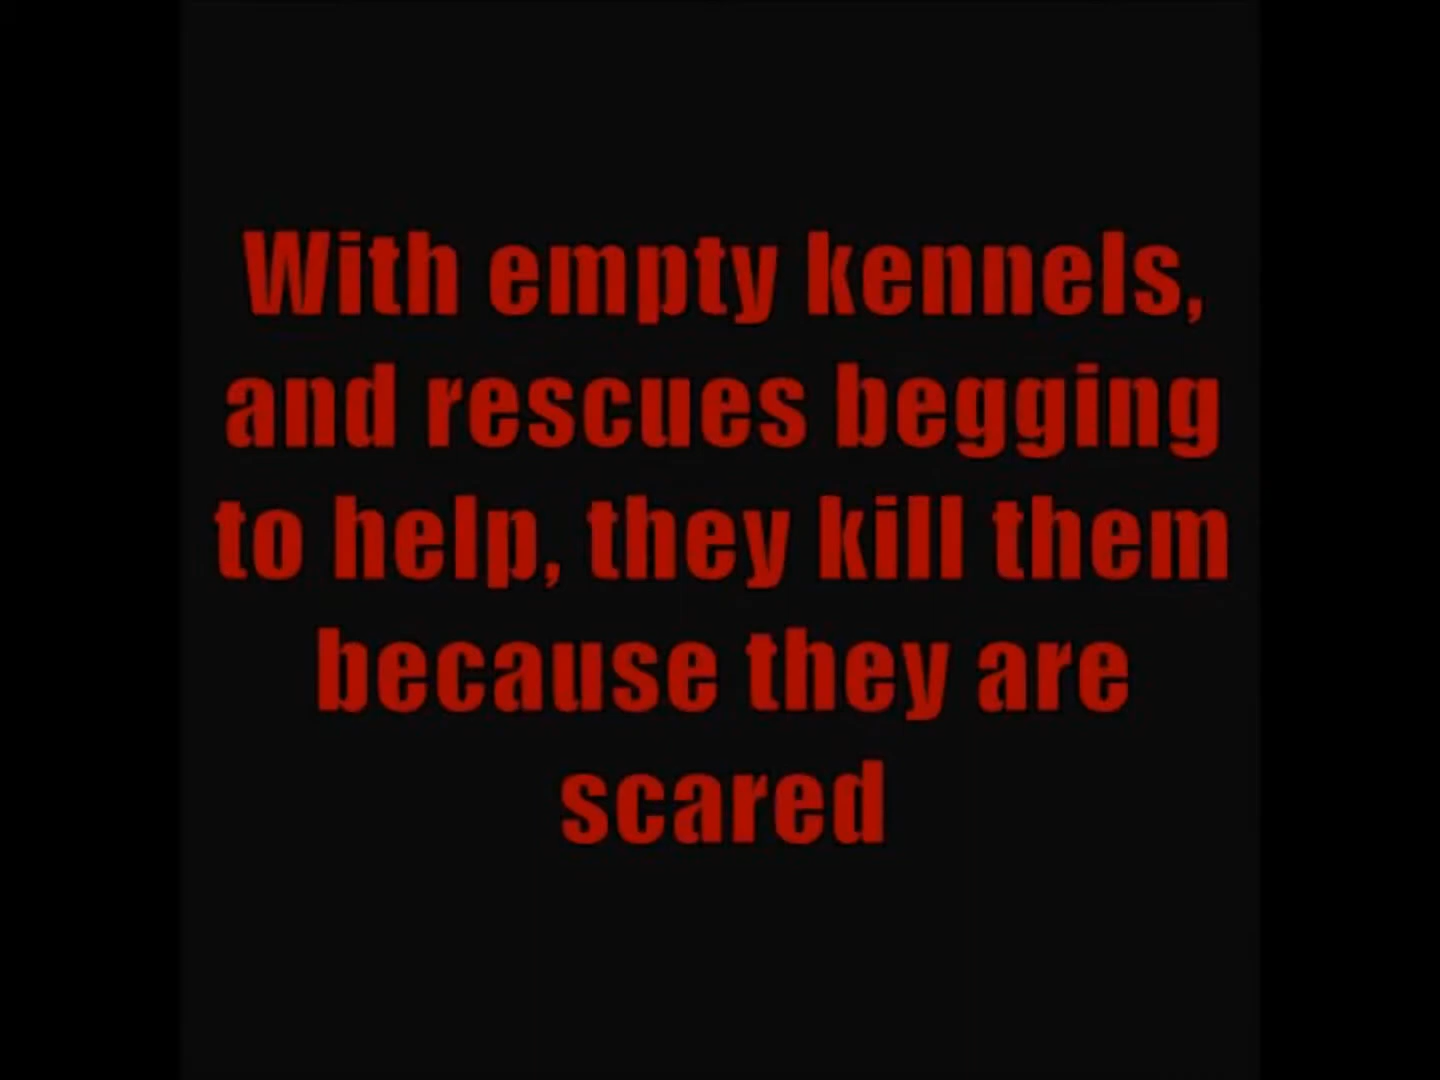 With empty kennels,
and rescues begging
to help, they kill them
because they are
scared